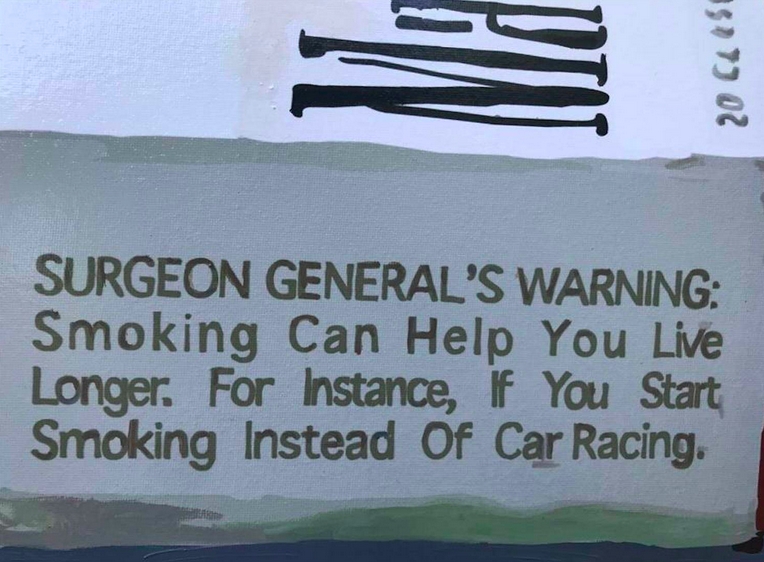 20
SURGEON GENERAL'S WARNING:
Smoking Can Help You Live
Longer. For Instance, If You Start
Smoking Instead Of Car Racing.